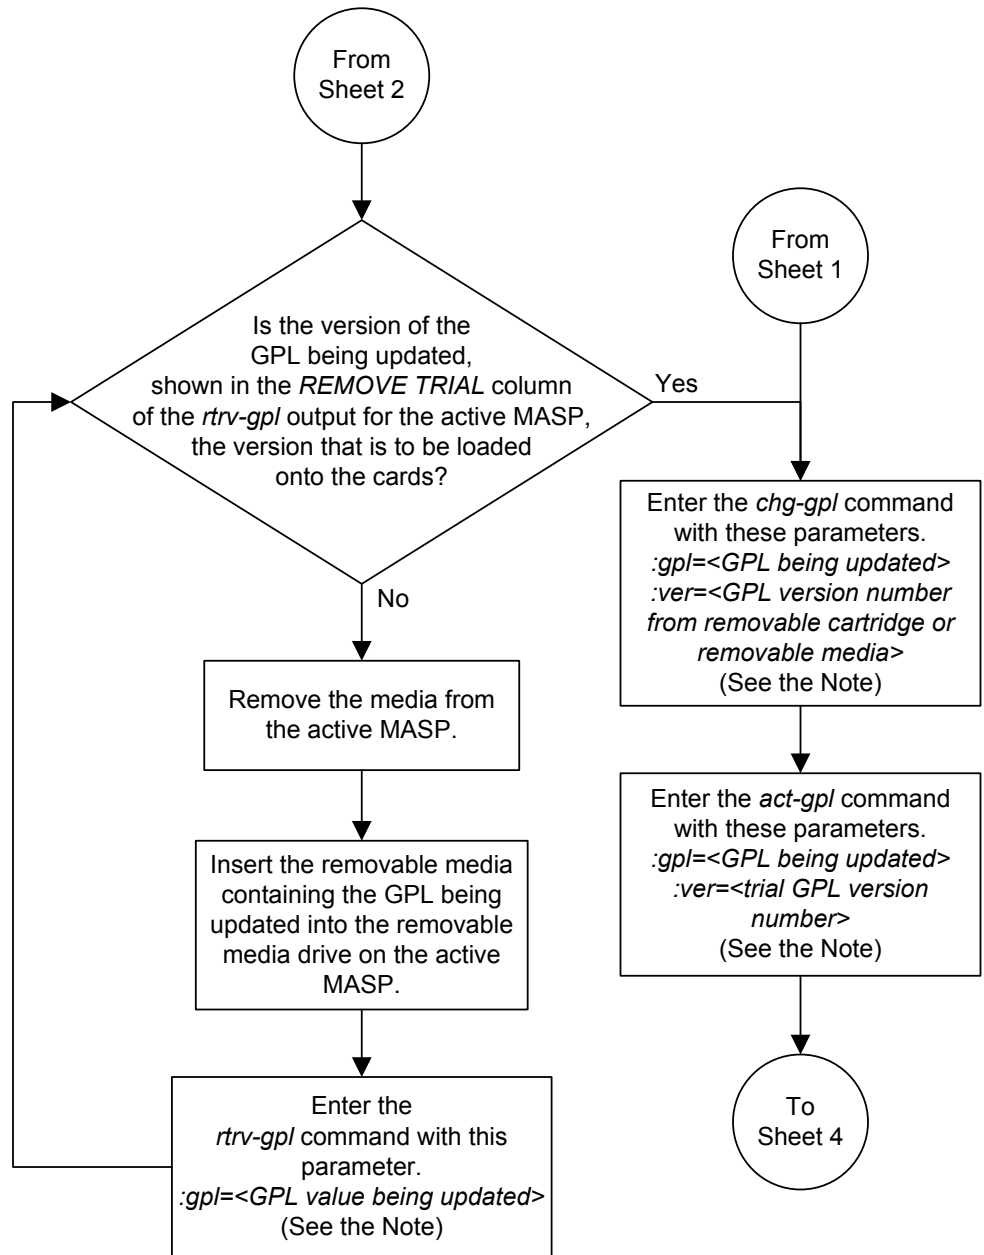 From
Sheet 2
Is the version of the
GPL being updated,
shown in the REMOVE TRIAL column
of the rtrv-gpl output for the active MASP,
the version that is to be loaded
onto the cards?
Yes
No
Remove the media from
the active MASP.
Insert the removable media
containing the GPL being
updated into the removable
media drive on the active
MASP.
Enter the
rtrv-gpl command with this
parameter.
:gpl=<GPL value being updated>
(See the Note)
From
Sheet 1
Enter the chg-gpl command
with these parameters.
:gpl=<GPL being updated>
:ver=<GPL version number
from removable cartridge or
removable media>
(See the Note)
Enter the act-gpl command
with these parameters.
:gpl=<GPL being updated>
:ver=<trial GPL version
number>
(See the Note)
To
Sheet 4